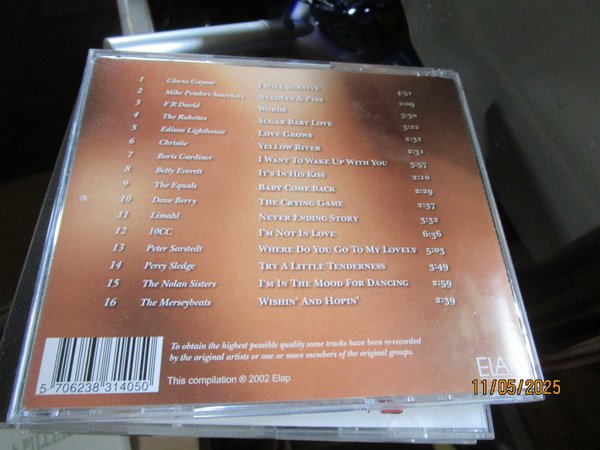 1 Gloria Gaynor I WILL SURVIVE 4:51
2 Mike Penders Searchers NEEDLES & PINS 2:09
3 F R David WORDS 3:30
4 The Rubettes SUGAR BABY LOVE 3:22
5 Edison Lighthouse LOVE GROWS 2:32
6 Christie YELLOW RIVER 2:31
7 Boris Gardiner I WANT TO WAKE UP WITH YOU 3:57
8 Betty Everett IT'S IN HIS KISS 2:10
9 The Equals BABY COME BACK 2:29
10 Dave Berry THE CRYING GAME 2:37
11 Limahl NEVER ENDING STORY 3:32
12 10CC I'M NOT IN LOVE 6:36
13 Peter Sarstedt WHERE DO YOU GO TO MY LOVELY 5:03
14 Percy Sledge TRY A LITTLE TENDERNESS 3:49
15 The Nolan Sisters I'M IN THE MOOD FOR DANCING 2:59
16 The Merseybeats WISHIN' AND HOPIN' 2:39
To obtain the highest possible quality some tracks have been re-recorded
by the original artists or one or more members of the original groups.
5 706238 314050
This compilation ℗ 2002 Elap
11/05/2025